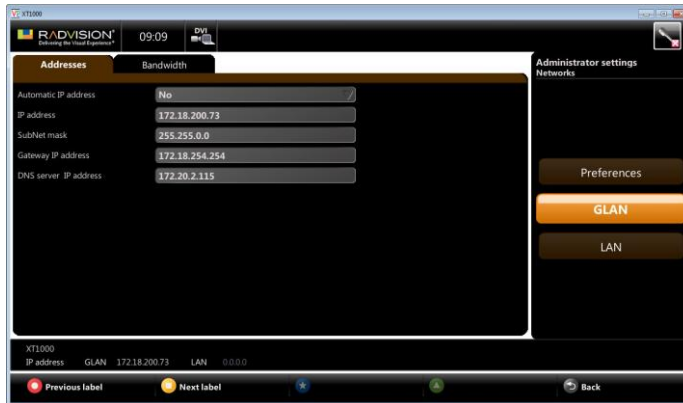 XT1000
RADVISION
Delivering the Visual Experience
09:09
DVI
Addresses
Bandwidth
Administrator settings
Networks
Automatic IP address
No
IP address
172.18.200.73
SubNet mask
255.255.0.0
Gateway IP address
172.18.254.254
DNS server IP address
172.20.2.115
Preferences
GLAN
LAN
XT1000
IP address GLAN 172.18.200.73 LAN 0.0.0.0
Previous label
Next label
Back